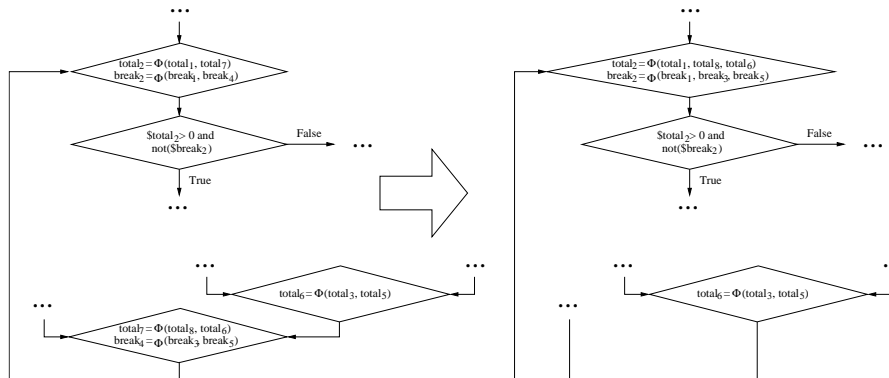 ...
...
total₂=Φ(total₁, total₇)
break₂=Φ(break₁, break₄)
total₂=Φ(total₁, total₈, total₆)
break₂=Φ(break₁, break₃, break₅)
$total₂> 0 and
not($break₂)
False
...
$total₂> 0 and
not($break₂)
False
...
True
...
True
...
...
...
...
...
total₆=Φ(total₃, total₅)
total₆=Φ(total₃, total₅)
...
...
total₇=Φ(total₈, total₆)
break₄=Φ(break₃, break₅)